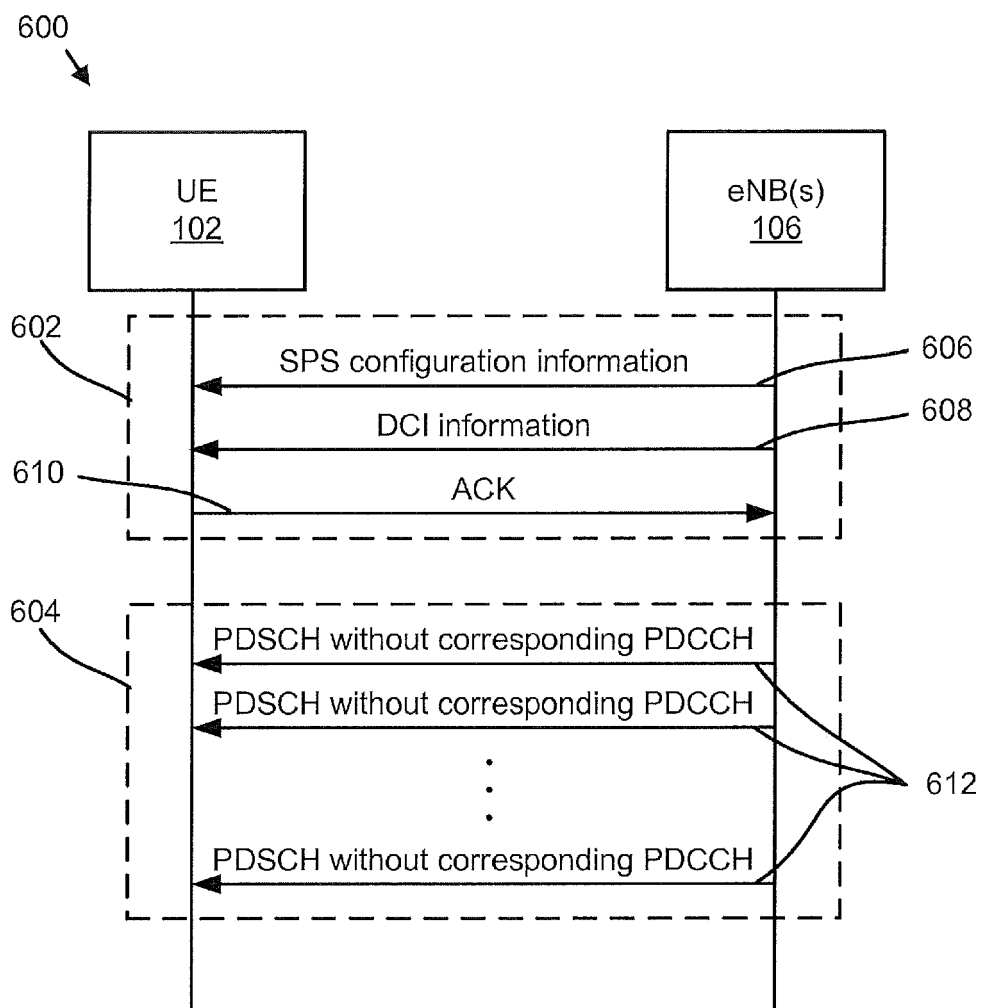 600
UE
102
eNB(s)
106
602
SPS configuration information
606
DCI information
608
610
ACK
604
PDSCH without corresponding PDCCH
PDSCH without corresponding PDCCH
612
PDSCH without corresponding PDCCH